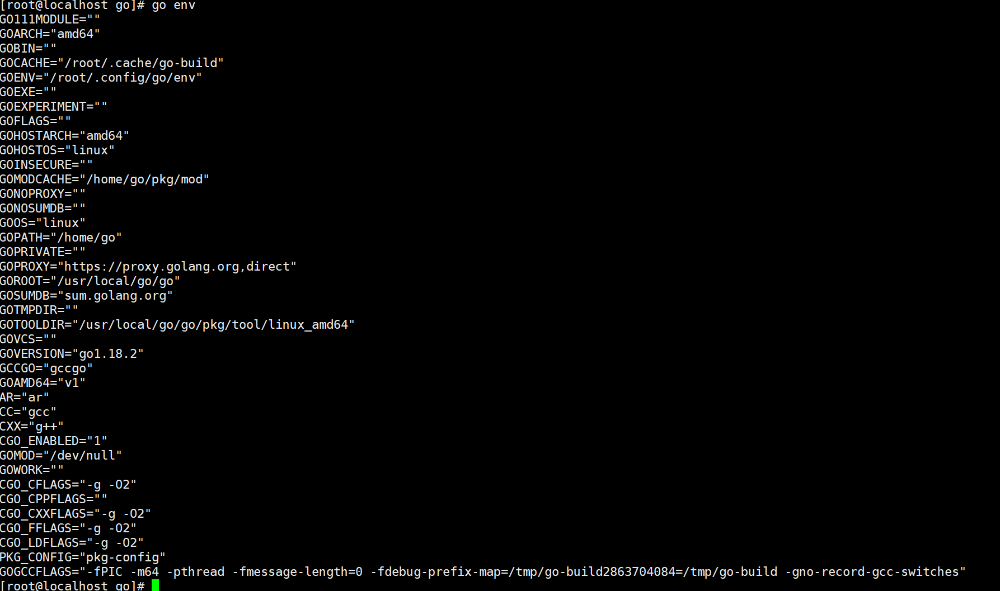 [root@localhost go]# go env
GO111MODULE=""
GOARCH="amd64"
GOBIN=""
GOCACHE="/root/.cache/go-build"
GOENV="/root/.config/go/env"
GOEXE=""
GOEXPERIMENT=""
GOFLAGS=""
GOHOSTARCH="amd64"
GOHOSTOS="linux"
GOINSECURE=""
GOMODCACHE="/home/go/pkg/mod"
GONOPROXY=""
GONOSUMDB=""
GOOS="linux"
GOPATH="/home/go"
GOPRIVATE=""
GOPROXY="https://proxy.golang.org,direct"
GOROOT="/usr/local/go/go"
GOSUMDB="sum.golang.org"
GOTMPDIR=""
GOTOOLDIR="/usr/local/go/go/pkg/tool/linux_amd64"
GOVCS=""
GOVERSION="go1.18.2"
GCCGO="gccgo"
GOAMD64="v1"
AR="ar"
CC="gcc"
CXX="g++"
CGO_ENABLED="1"
GOMOD="/dev/null"
GOWORK=""
CGO_CFLAGS="-g -O2"
CGO_CPPFLAGS=""
CGO_CXXFLAGS="-g -O2"
CGO_FFLAGS="-g -O2"
CGO_LDFLAGS="-g -O2"
PKG_CONFIG="pkg-config"
GOGCCFLAGS="-fPIC -m64 -pthread -fmessage-length=0 -fdebug-prefix-map=/tmp/go-build2863704084=/tmp/go-build -gno-record-gcc-switches"
[root@localhost go]#